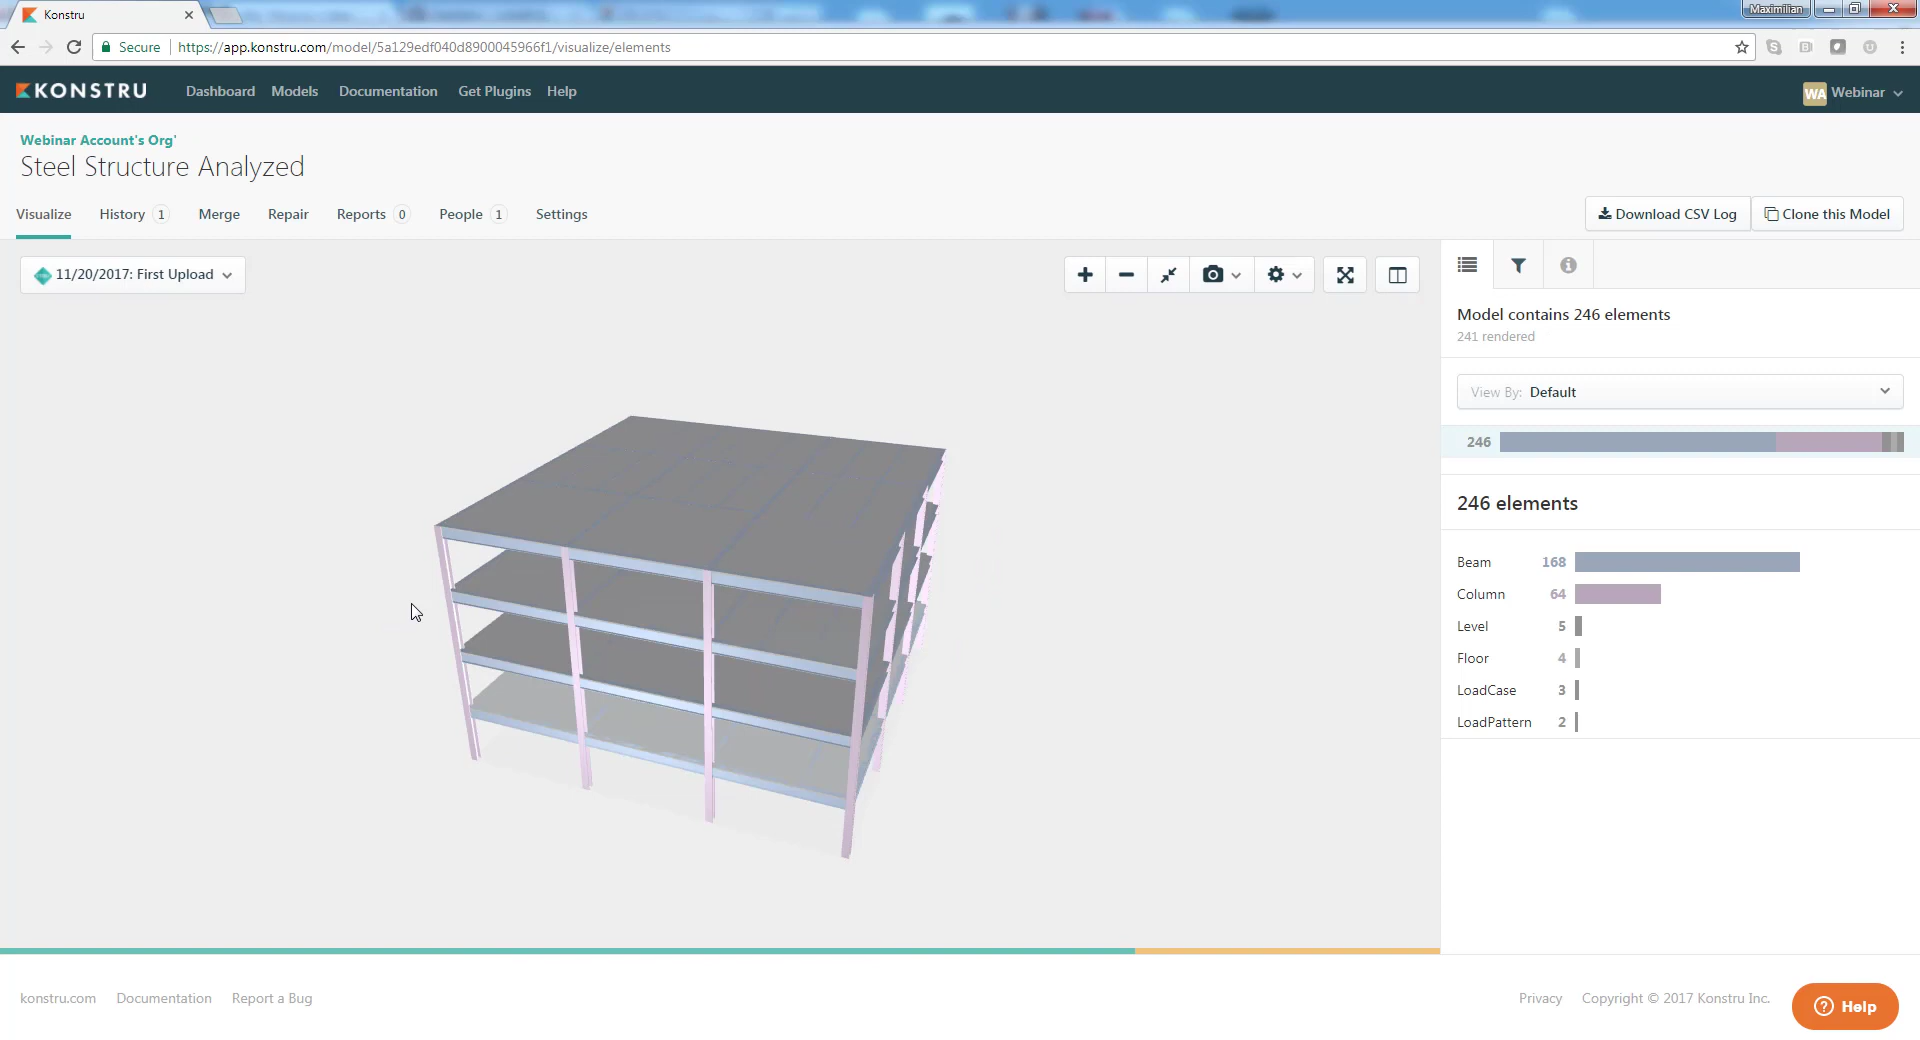 Konstru
Maximilian
Secure https://app.konstru.com/model/5a129edf040d8900045966f1/visualize/elements
KONSTRU Dashboard Models Documentation Get Plugins Help WA Webinar
Webinar Account's Org'
Steel Structure Analyzed
Visualize History 1 Merge Repair Reports 0 People 1 Settings Download CSV Log Clone this Model
11/20/2017: First Upload
Model contains 246 elements
241 rendered
View By: Default
246
246 elements
Beam 168
Column 64
Level 5
Floor 4
LoadCase 3
LoadPattern 2
konstru.com Documentation Report a Bug Privacy Copyright © 2017 Konstru Inc. Help